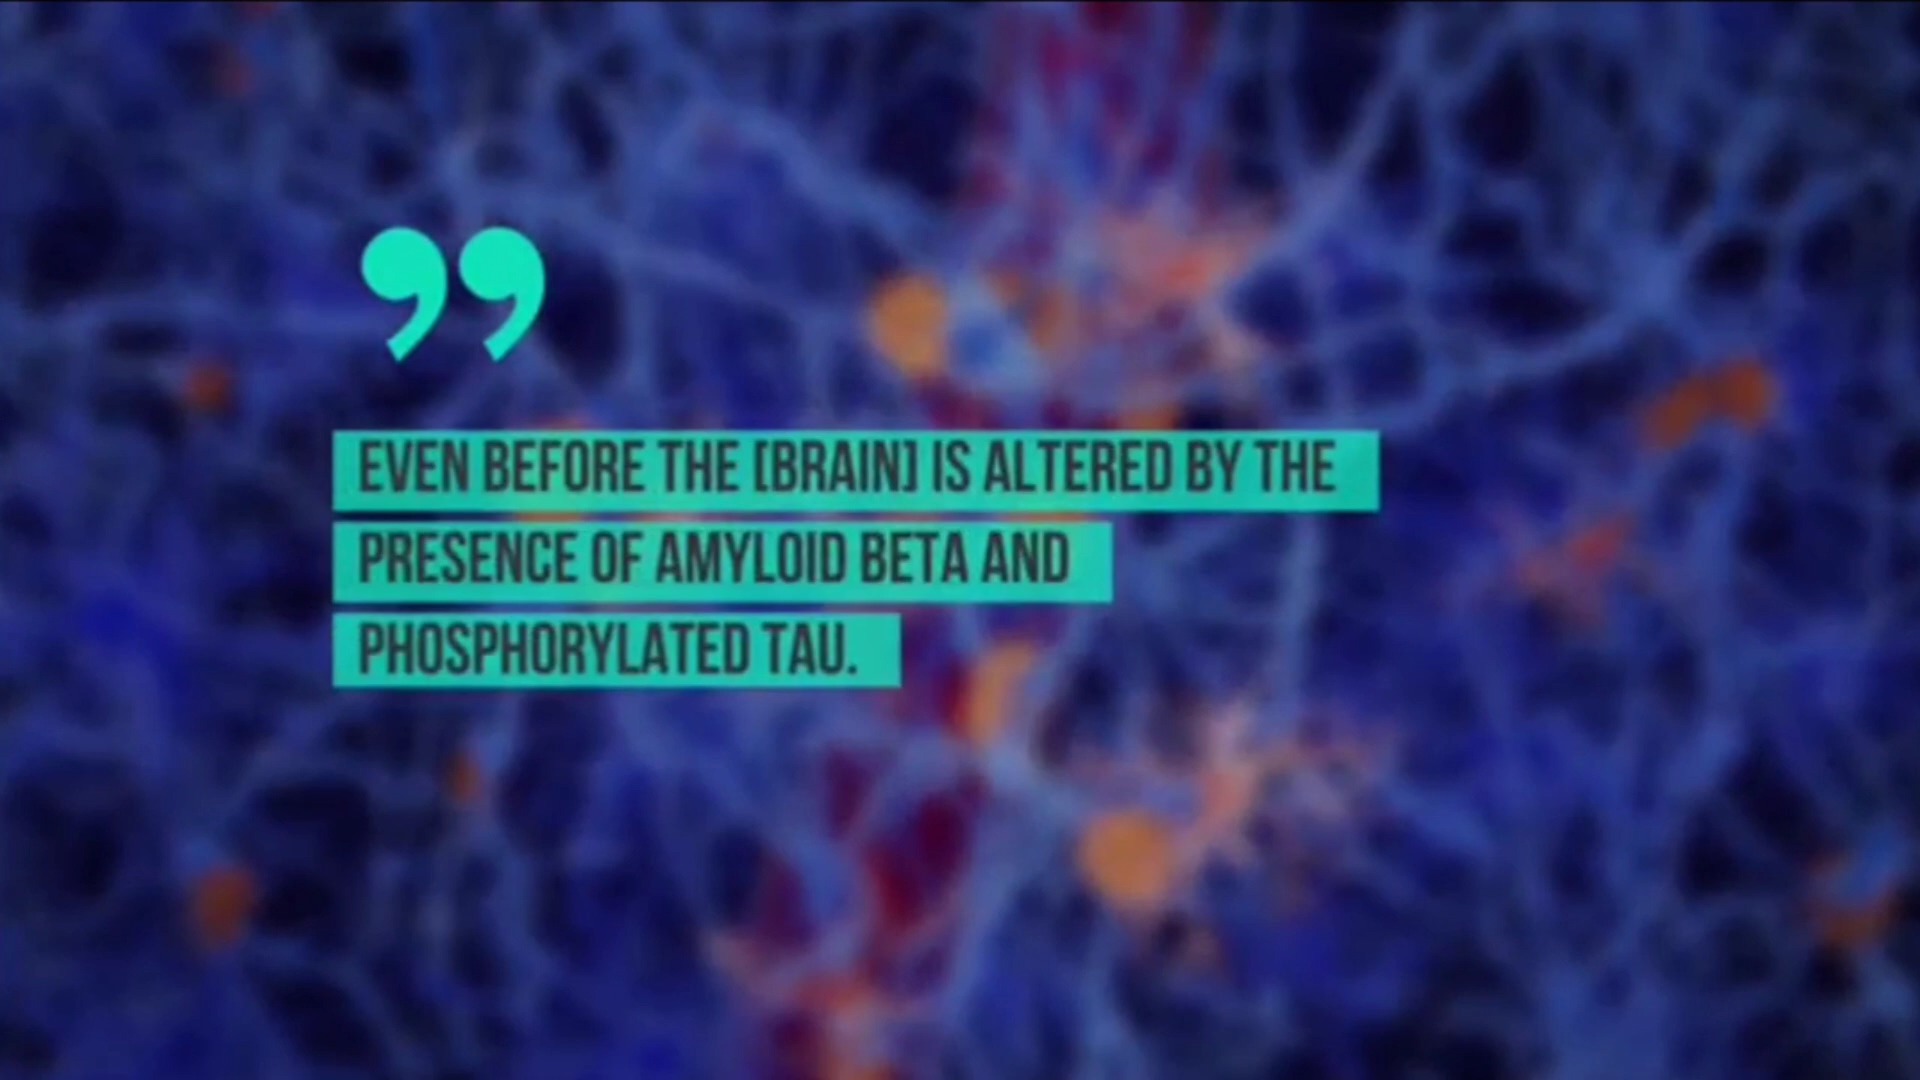 ”
EVEN BEFORE THE [BRAIN] IS ALTERED BY THE
PRESENCE OF AMYLOID BETA AND
PHOSPHORYLATED TAU.